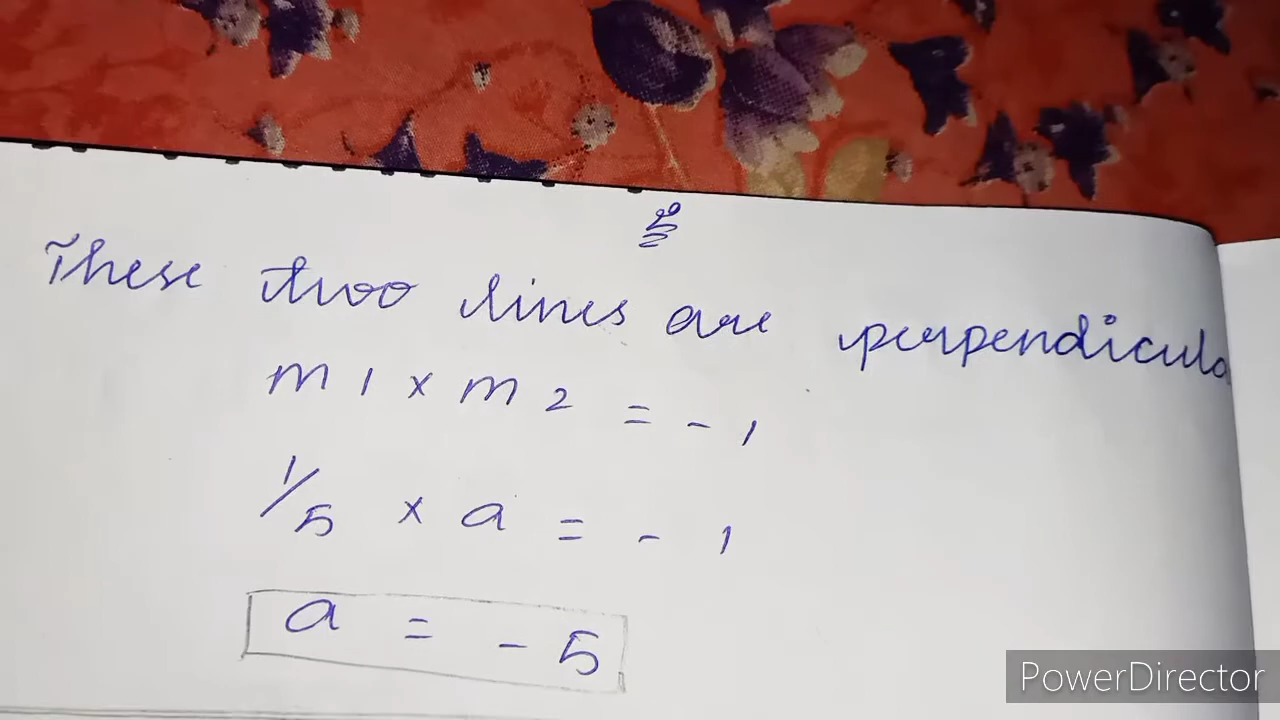 These two lines are perpendicula
m1 × m2 = -1
1/5 × a = -1
a = -5
PowerDirector